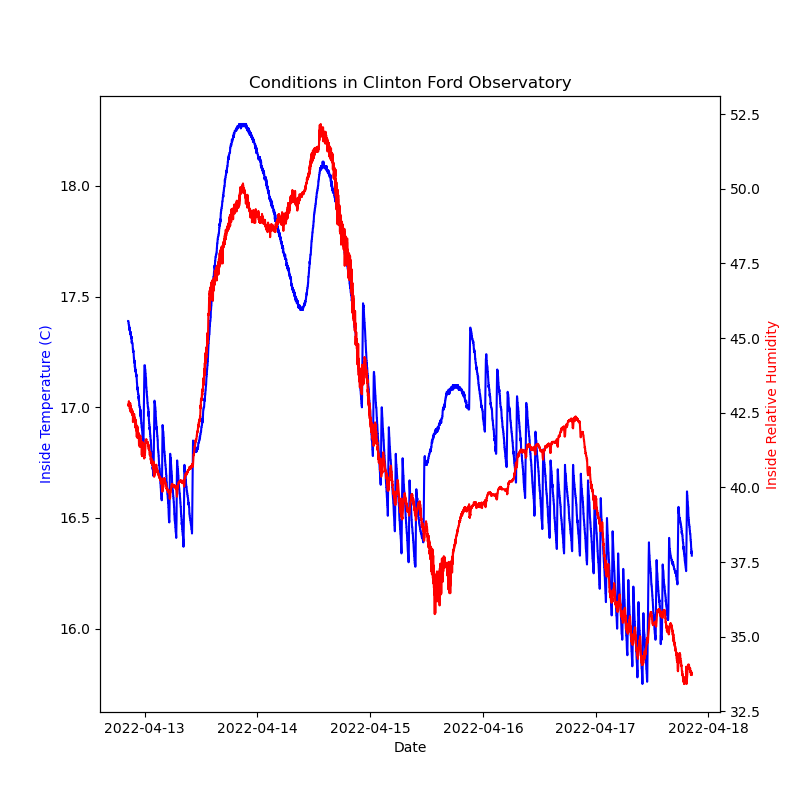 Conditions in Clinton Ford Observatory
Inside Temperature (C)
18.0
17.5
17.0
16.5
16.0
52.5
50.0
47.5
45.0
42.5
40.0
37.5
35.0
32.5
Inside Relative Humidity
2022-04-13 2022-04-14 2022-04-15 2022-04-16 2022-04-17 2022-04-18
Date